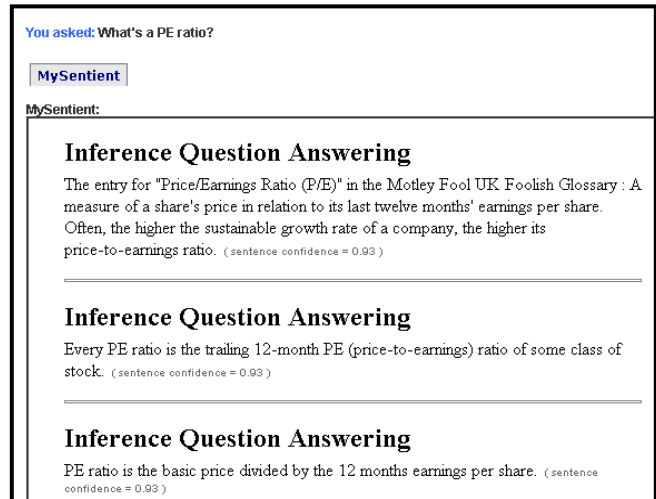 You asked: What's a PE ratio?
MySentient
MySentient:
Inference Question Answering
The entry for "Price/Earnings Ratio (P/E)" in the Motley Fool UK Foolish Glossary : A
measure of a share's price in relation to its last twelve months' earnings per share.
Often, the higher the sustainable growth rate of a company, the higher its
price-to-earnings ratio. ( sentence confidence = 0.93 )
Inference Question Answering
Every PE ratio is the trailing 12-month PE (price-to-earnings) ratio of some class of
stock. ( sentence confidence = 0.93 )
Inference Question Answering
PE ratio is the basic price divided by the 12 months earnings per share. ( sentence
confidence = 0.93 )